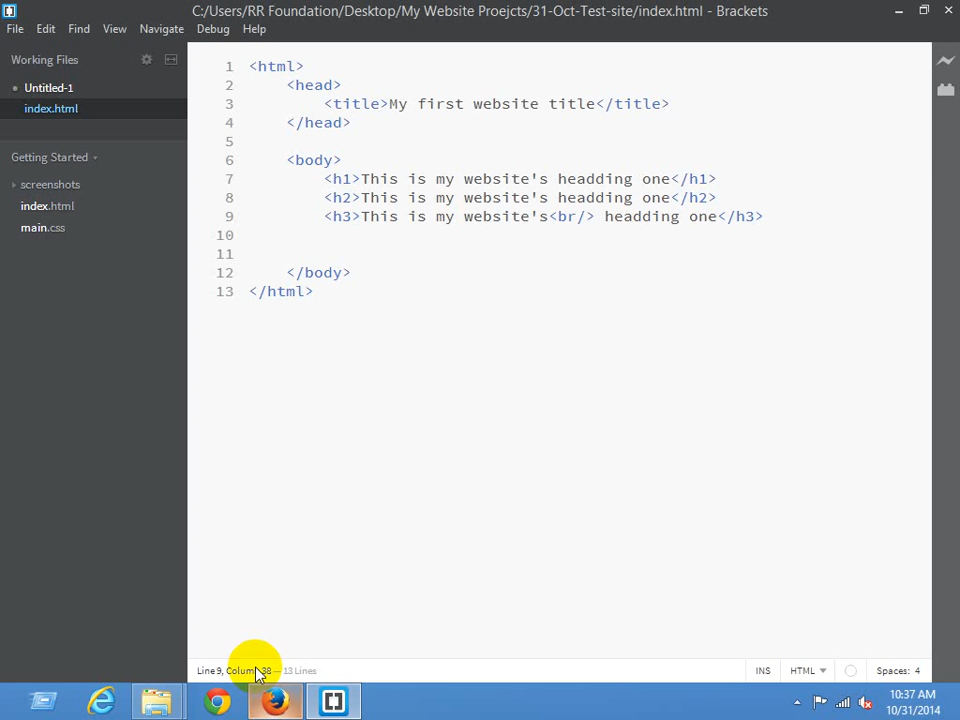 C:/Users/RR Foundation/Desktop/My Website Proejcts/31-Oct-Test-site/index.html - Brackets
File Edit Find View Navigate Debug Help
Working Files
Untitled-1
index.html
Getting Started
screenshots
index.html
main.css
1 <html>
2 <head>
3 <title>My first website title</title>
4 </head>
5
6 <body>
7 <h1>This is my website's headding one</h1>
8 <h2>This is my website's headding one</h2>
9 <h3>This is my website's<br/> headding one</h3>
10
11
12 </body>
13 </html>
Line 9, Column 38 — 13 Lines
INS HTML Spaces: 4
10:37 AM
10/31/2014